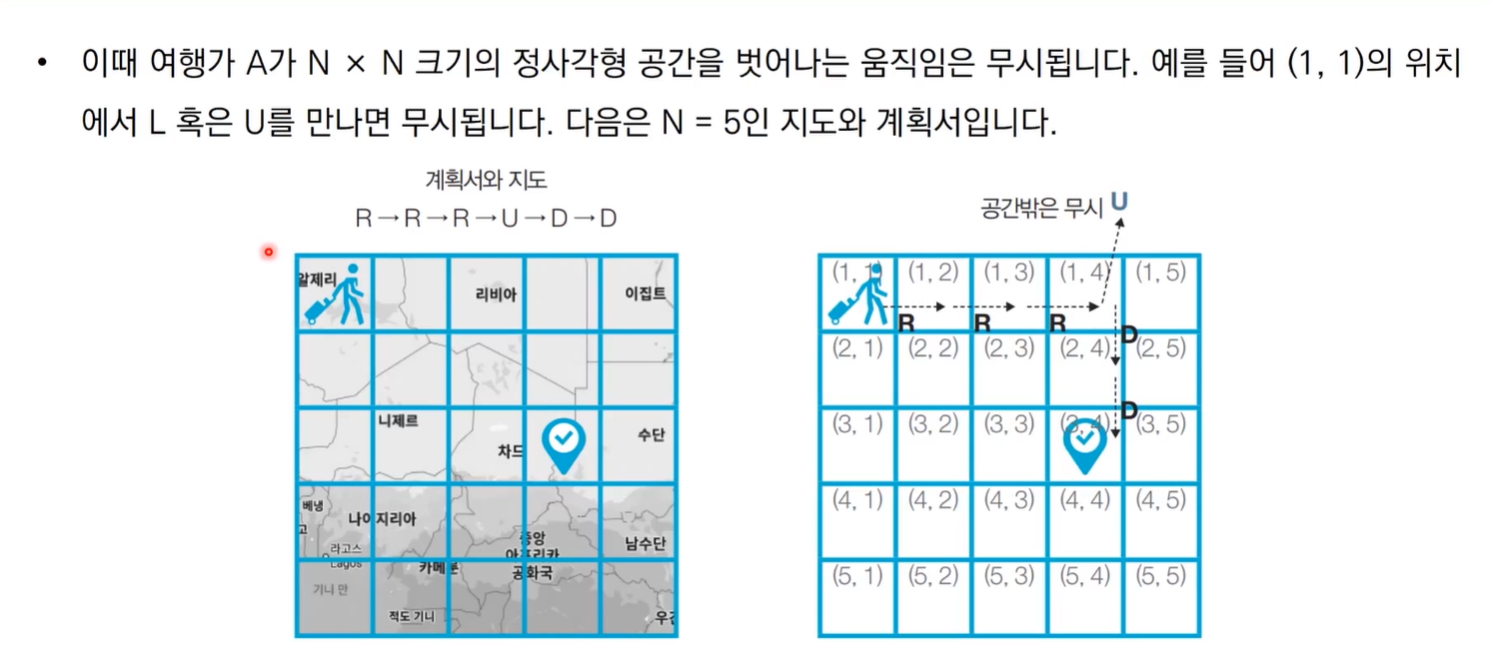 • 이때 여행가 A가 N × N 크기의 정사각형 공간을 벗어나는 움직임은 무시됩니다. 예를 들어 (1, 1)의 위치
에서 L 혹은 U를 만나면 무시됩니다. 다음은 N = 5인 지도와 계획서입니다.
계획서와 지도
R→R→R→U→D→D
알제리
리비아
이집트
니제르
차드
수단
베냉
고
나이지리아
라고스
Lagos
중앙
아프리카
공화국
남수단
카메룬
기니 만
적도 기니
우간
공간밖은 무시 U
(1, 1) (1, 2) (1, 3) (1, 4) (1, 5)
R R R D
(2, 1) (2, 2) (2, 3) (2, 4) (2, 5)
D
(3, 1) (3, 2) (3, 3) (3, 4) (3, 5)
(4, 1) (4, 2) (4, 3) (4, 4) (4, 5)
(5, 1) (5, 2) (5, 3) (5, 4) (5, 5)